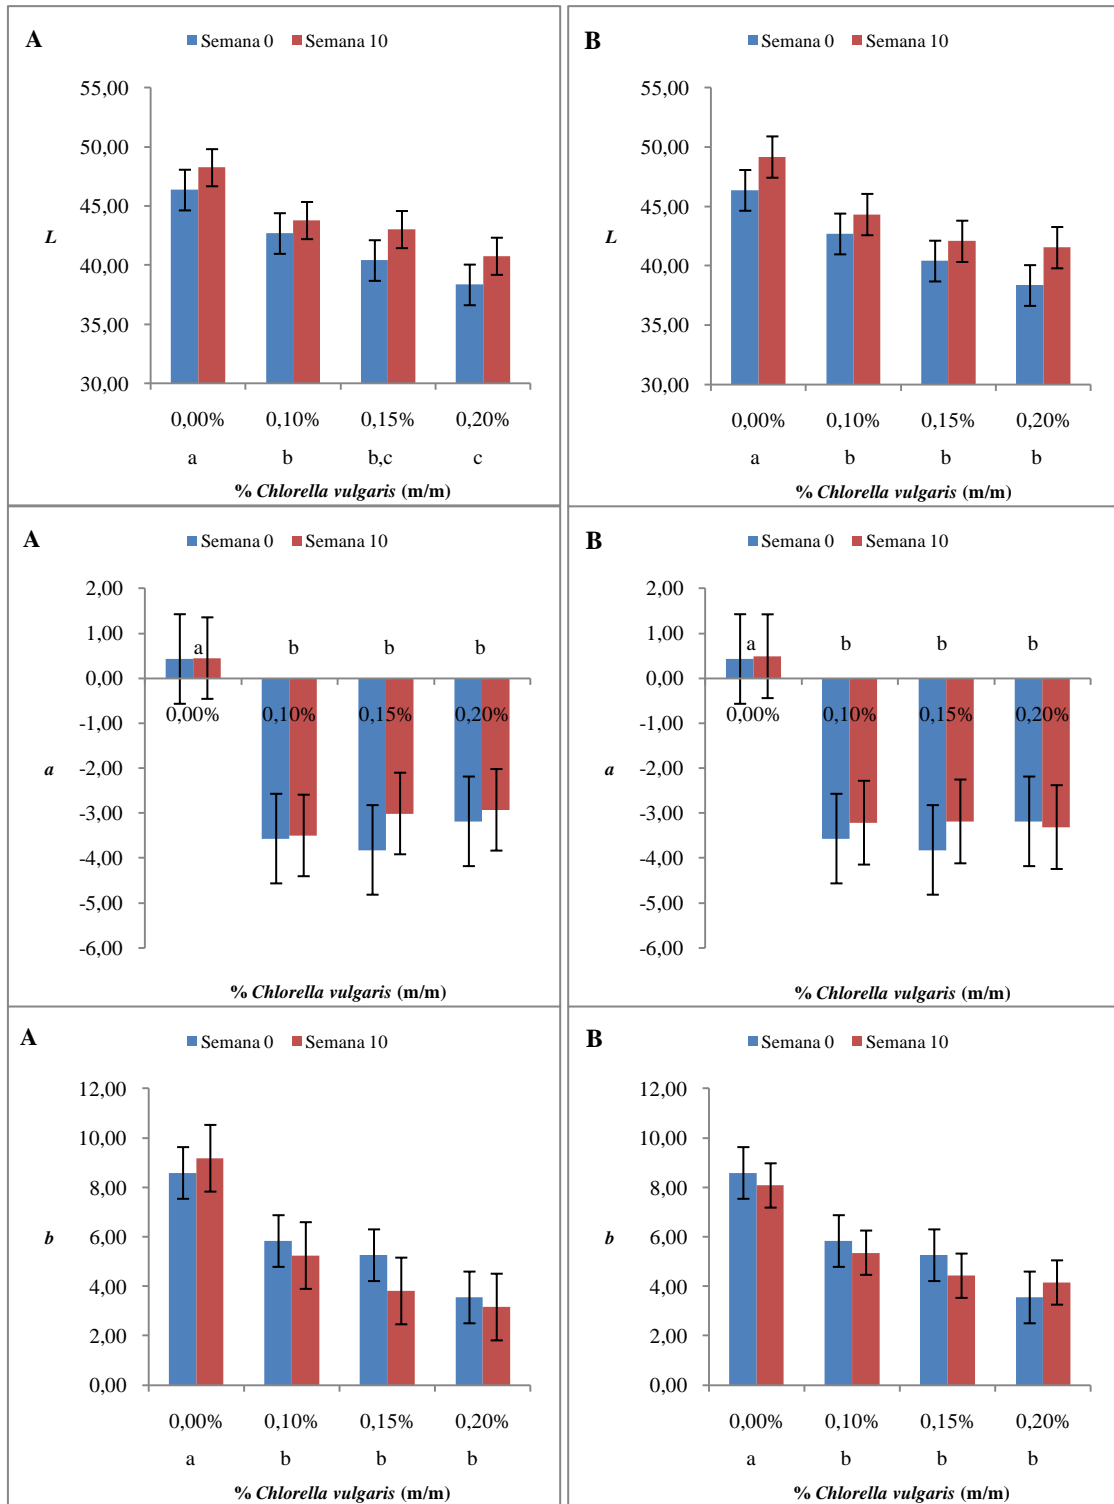 A
Semana 0 Semana 10
55,00
50,00
45,00
L
40,00
35,00
30,00
0,00% 0,10% 0,15% 0,20%
a b b,c c
% Chlorella vulgaris (m/m)
B
Semana 0 Semana 10
55,00
50,00
45,00
L
40,00
35,00
30,00
0,00% 0,10% 0,15% 0,20%
a b b b
% Chlorella vulgaris (m/m)
A
Semana 0 Semana 10
2,00
1,00
a b b b
0,00
0,00% 0,10% 0,15% 0,20%
-1,00
-2,00
a
-3,00
-4,00
-5,00
-6,00
% Chlorella vulgaris (m/m)
B
Semana 0 Semana 10
2,00
1,00
a b b b
0,00
0,00% 0,10% 0,15% 0,20%
-1,00
-2,00
a
-3,00
-4,00
-5,00
-6,00
% Chlorella vulgaris (m/m)
A
Semana 0 Semana 10
12,00
10,00
8,00
b
6,00
4,00
2,00
0,00
0,00% 0,10% 0,15% 0,20%
a b b b
% Chlorella vulgaris (m/m)
B
Semana 0 Semana 10
12,00
10,00
8,00
b
6,00
4,00
2,00
0,00
0,00% 0,10% 0,15% 0,20%
a b b b
% Chlorella vulgaris (m/m)